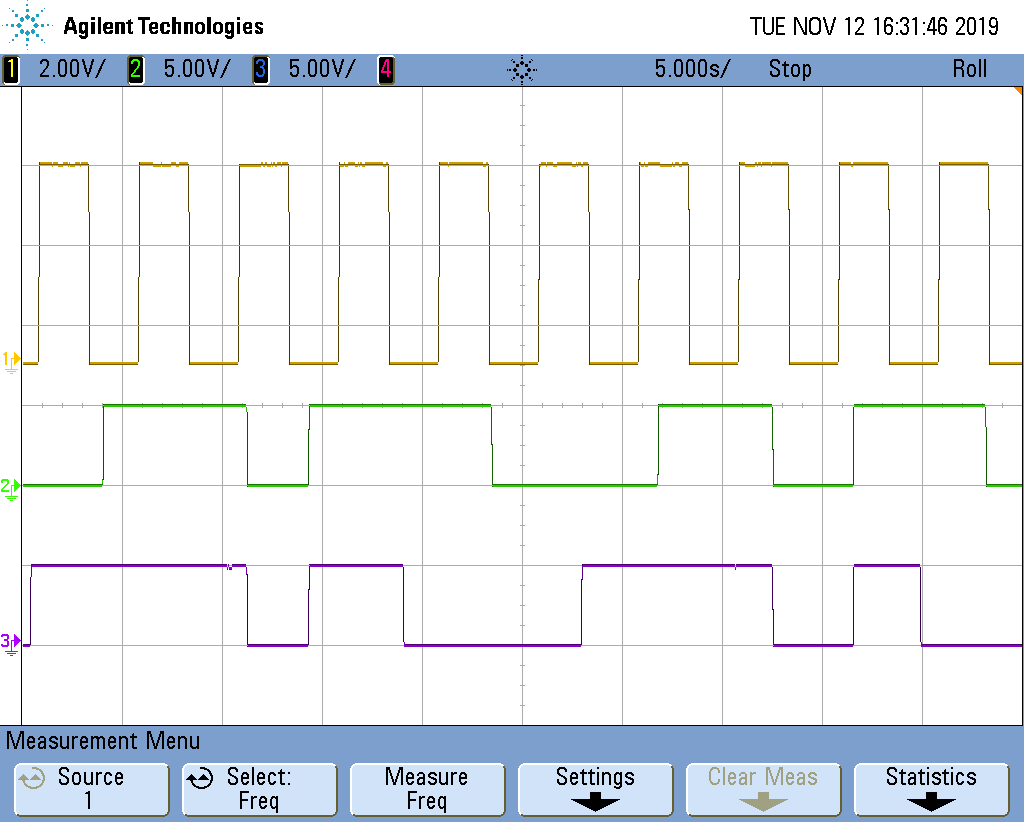 Agilent Technologies TUE NOV 12 16:31:46 2019
1 2.00V/ 2 5.00V/ 3 5.00V/ 4 5.000s/ Stop Roll
1
2
3
Measurement Menu
Source Select: Measure Settings Clear Meas Statistics
1 Freq Freq